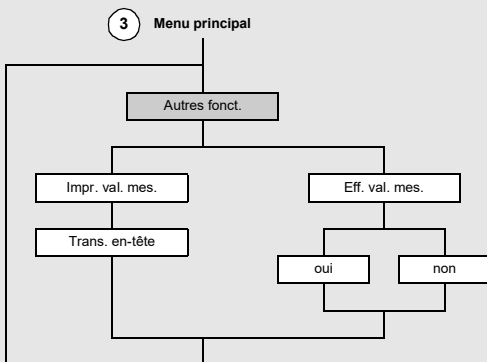 3 Menu principal
Autres fonct.
Impr. val. mes. Eff. val. mes.
Trans. en-tête
oui non